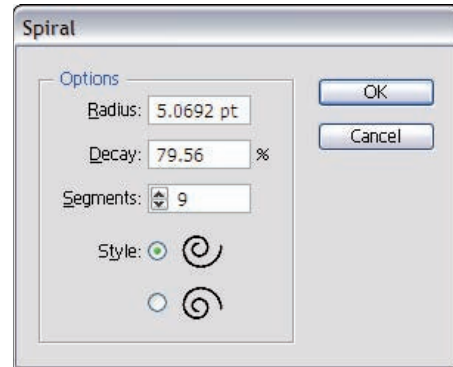 Spiral
Options
Radius: 5.0692 pt
OK
Decay: 79.56 %
Cancel
Segments: 9
Style: